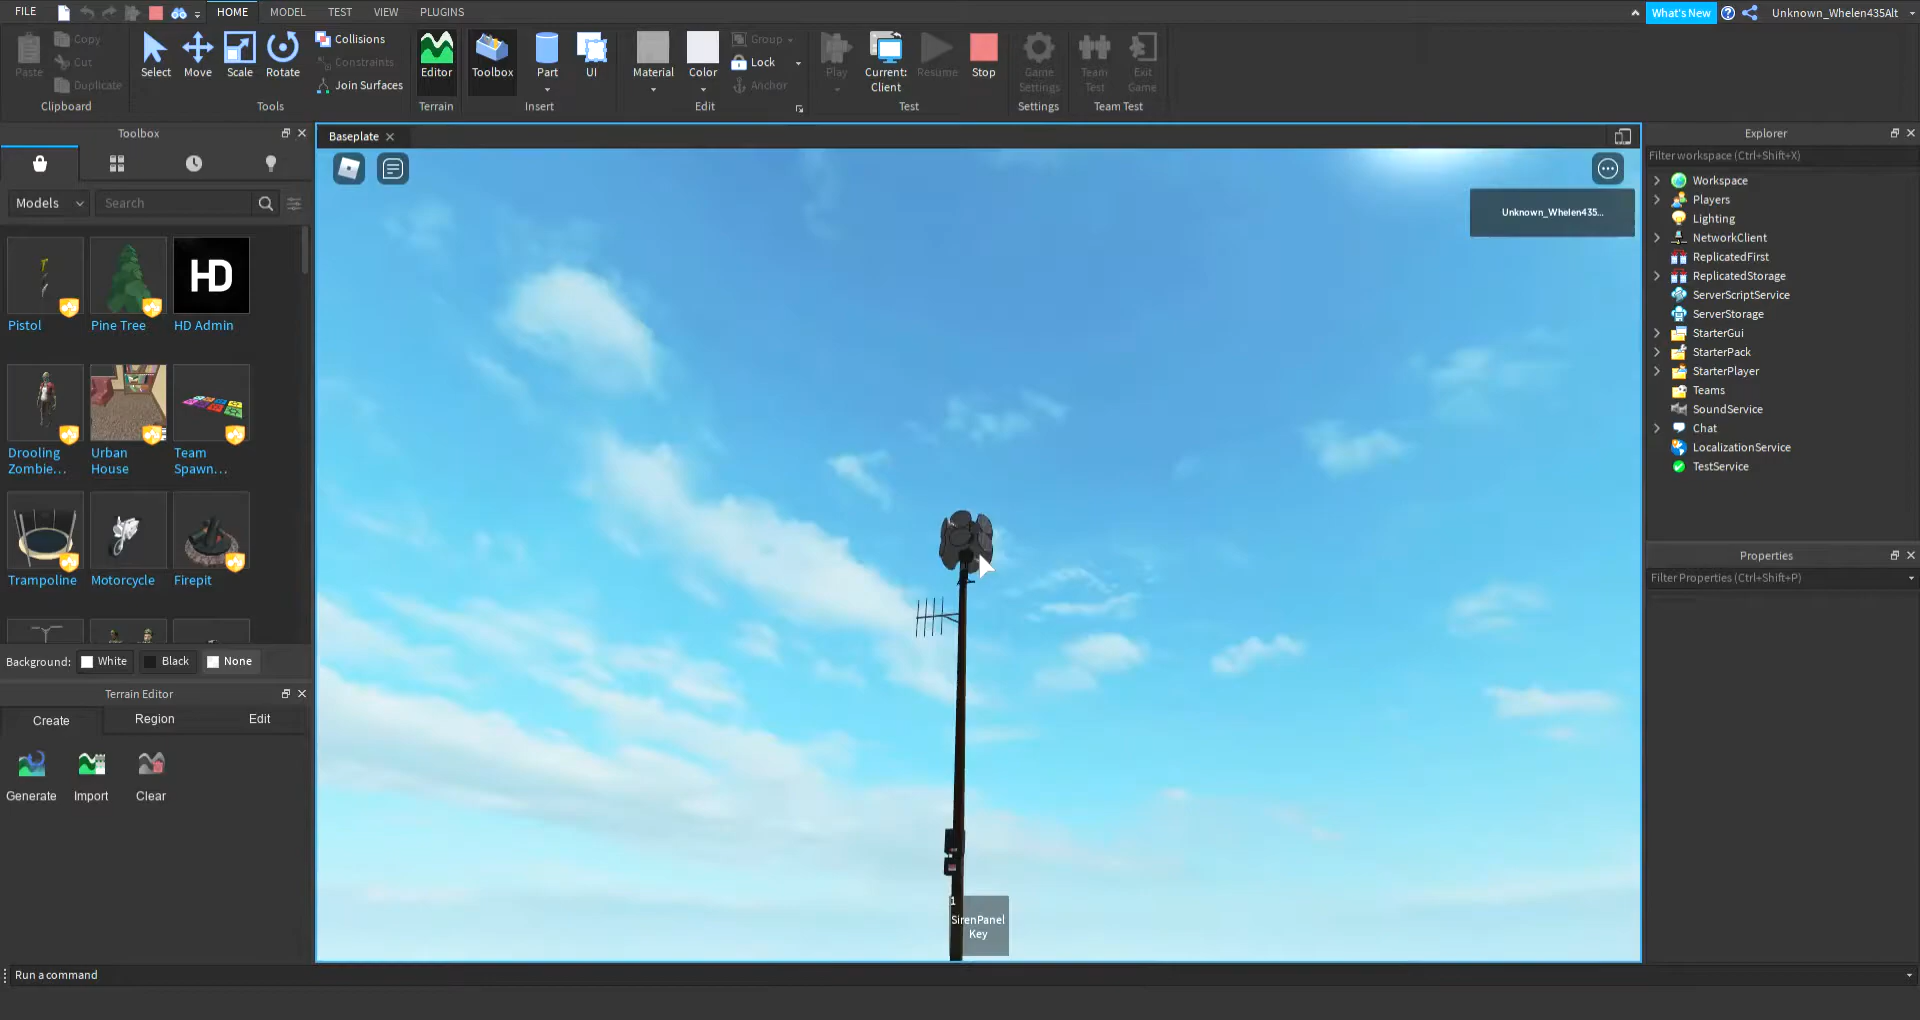 FILE HOME MODEL TEST VIEW PLUGINS What's New Unknown_Whelen435Alt
Paste Copy Cut Duplicate Clipboard
Select Move Scale Rotate Collisions Constraints Join Surfaces Tools
Editor Terrain
Toolbox Part UI Insert
Material Color Group Lock Anchor Edit
Play Current: Client Resume Stop Test
Game Settings Settings
Team Test Exit Game Team Test
Toolbox
Models Search
Pistol Pine Tree HD HD Admin
Drooling Zombie... Urban House Team Spawn...
Trampoline Motorcycle Firepit
Background: White Black None
Terrain Editor
Create Region Edit
Generate Import Clear
Baseplate
Unknown_Whelen435...
1
SirenPanel
Key
Explorer
Filter workspace (Ctrl+Shift+X)
Workspace
Players
Lighting
NetworkClient
ReplicatedFirst
ReplicatedStorage
ServerScriptService
ServerStorage
StarterGui
StarterPack
StarterPlayer
Teams
SoundService
Chat
LocalizationService
TestService
Properties
Filter Properties (Ctrl+Shift+P)
Run a command